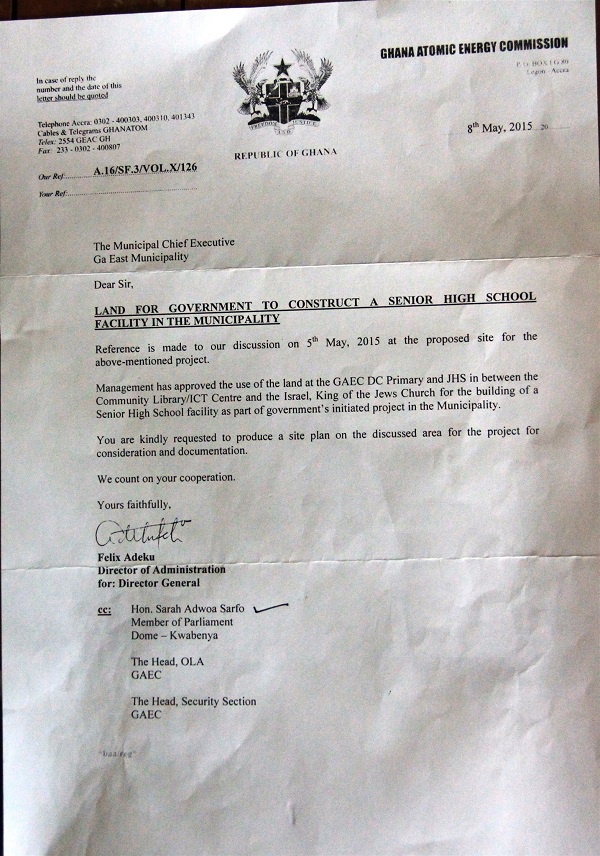 GHANA ATOMIC ENERGY COMMISSION
P. O. BOX LG 80
Legon - Accra
In case of reply the
number and the date of this
letter should be quoted
Telephone Accra: 0302 - 400303, 400310, 401343
Cables & Telegrams GHANATOM
Telex: 2554 GEAC GH
Fax: 233 - 0302 - 400807
Our Ref:..........A.16/SF.3/VOL.X/126
Your Ref:..........
FREEDOM AND JUSTICE
REPUBLIC OF GHANA
8th May, 2015 20
The Municipal Chief Executive
Ga East Municipality
Dear Sir,
LAND FOR GOVERNMENT TO CONSTRUCT A SENIOR HIGH SCHOOL
FACILITY IN THE MUNICIPALITY
Reference is made to our discussion on 5th May, 2015 at the proposed site for the
above-mentioned project.
Management has approved the use of the land at the GAEC DC Primary and JHS in between the
Community Library/ICT Centre and the Israel, King of the Jews Church for the building of a
Senior High School facility as part of government's initiated project in the Municipality.
You are kindly requested to produce a site plan on the discussed area for the project for
consideration and documentation.
We count on your cooperation.
Yours faithfully,
Felix Adeku
Director of Administration
for: Director General
cc: Hon. Sarah Adwoa Sarfo
Member of Parliament
Dome – Kwabenya
The Head, OLA
GAEC
The Head, Security Section
GAEC